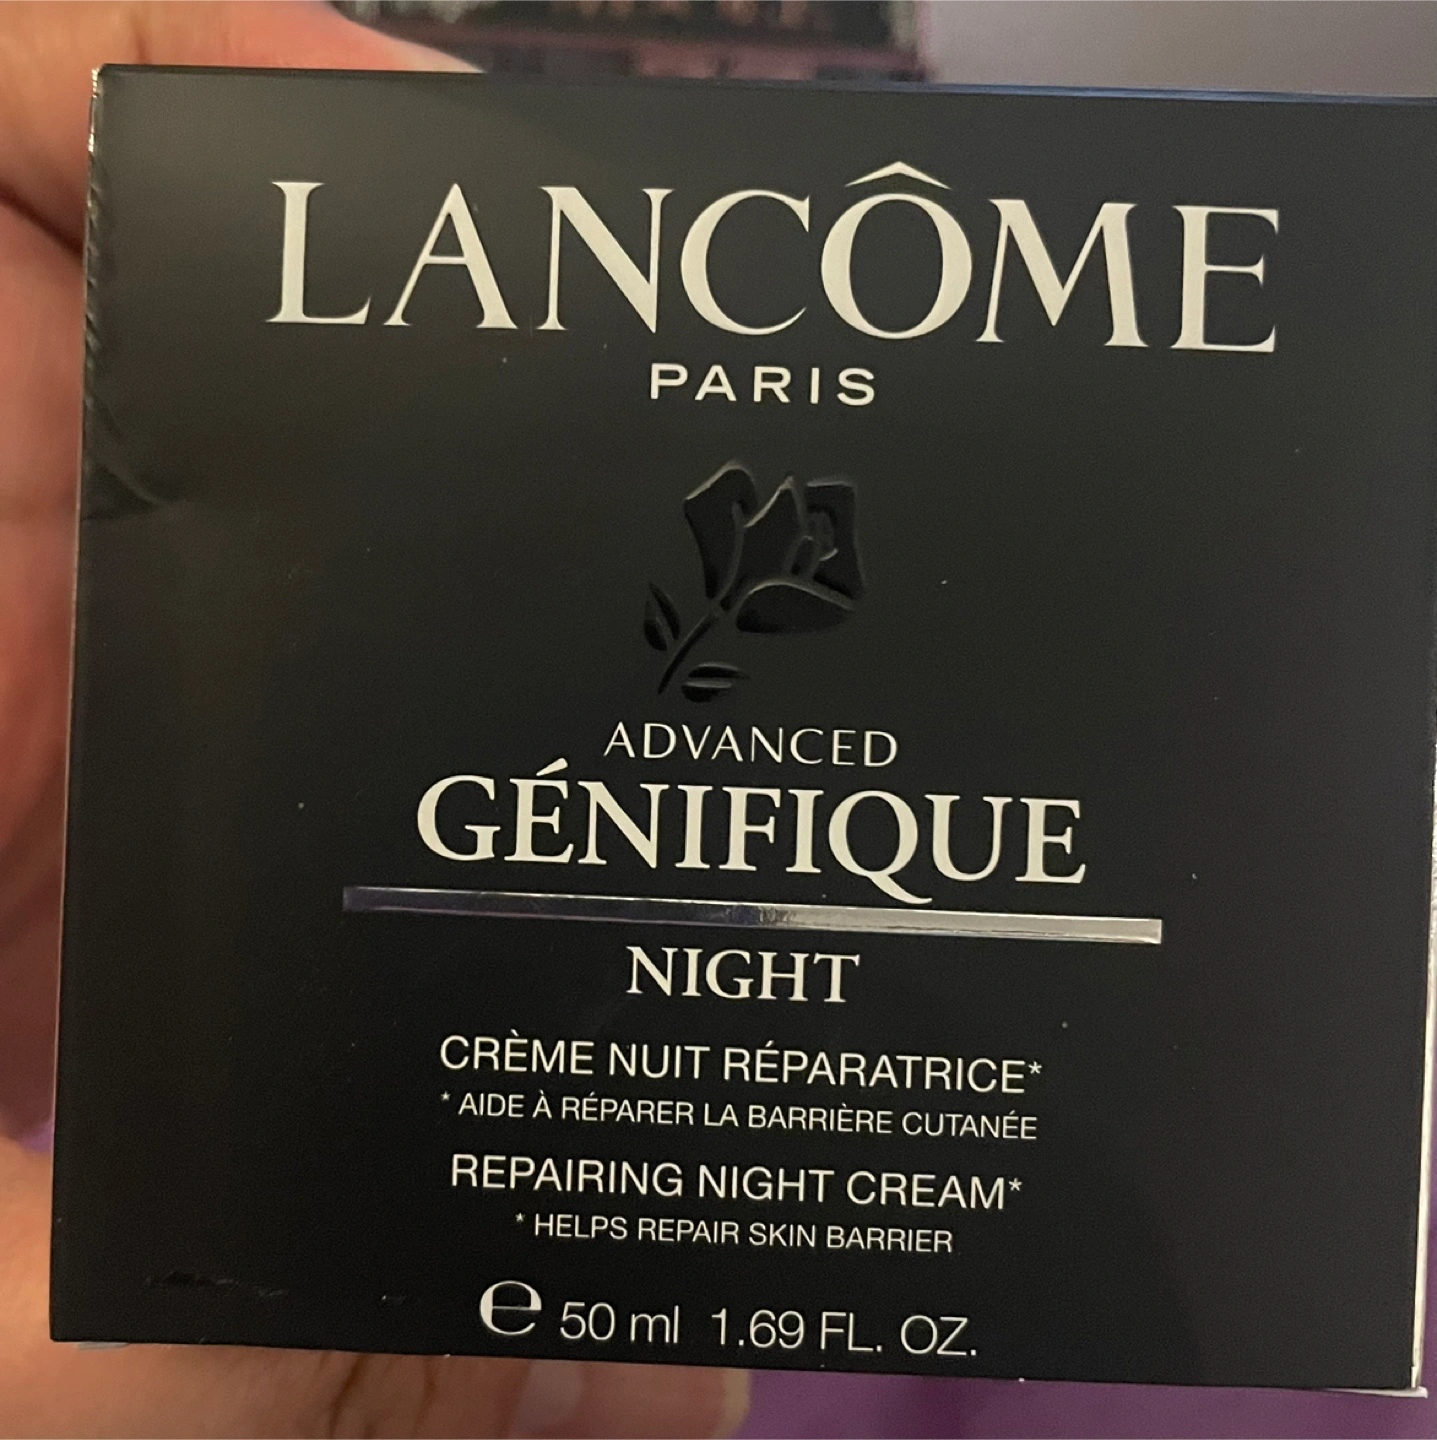 LANCÔME
PARIS
ADVANCED
GÉNIFIQUE
NIGHT
CRÈME NUIT RÉPARATRICE*
* AIDE À RÉPARER LA BARRIÈRE CUTANÉE
REPAIRING NIGHT CREAM*
* HELPS REPAIR SKIN BARRIER
e 50 ml 1.69 FL. OZ.